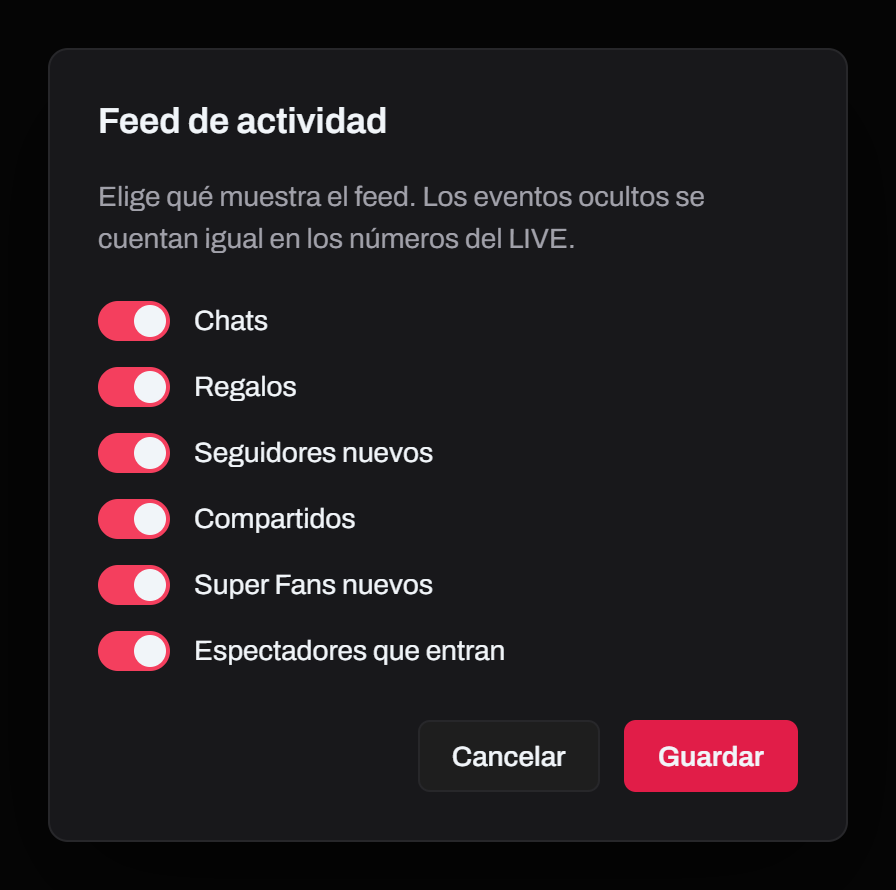 Feed de actividad
Elige qué muestra el feed. Los eventos ocultos se
cuentan igual en los números del LIVE.
Chats
Regalos
Seguidores nuevos
Compartidos
Super Fans nuevos
Espectadores que entran
Cancelar
Guardar